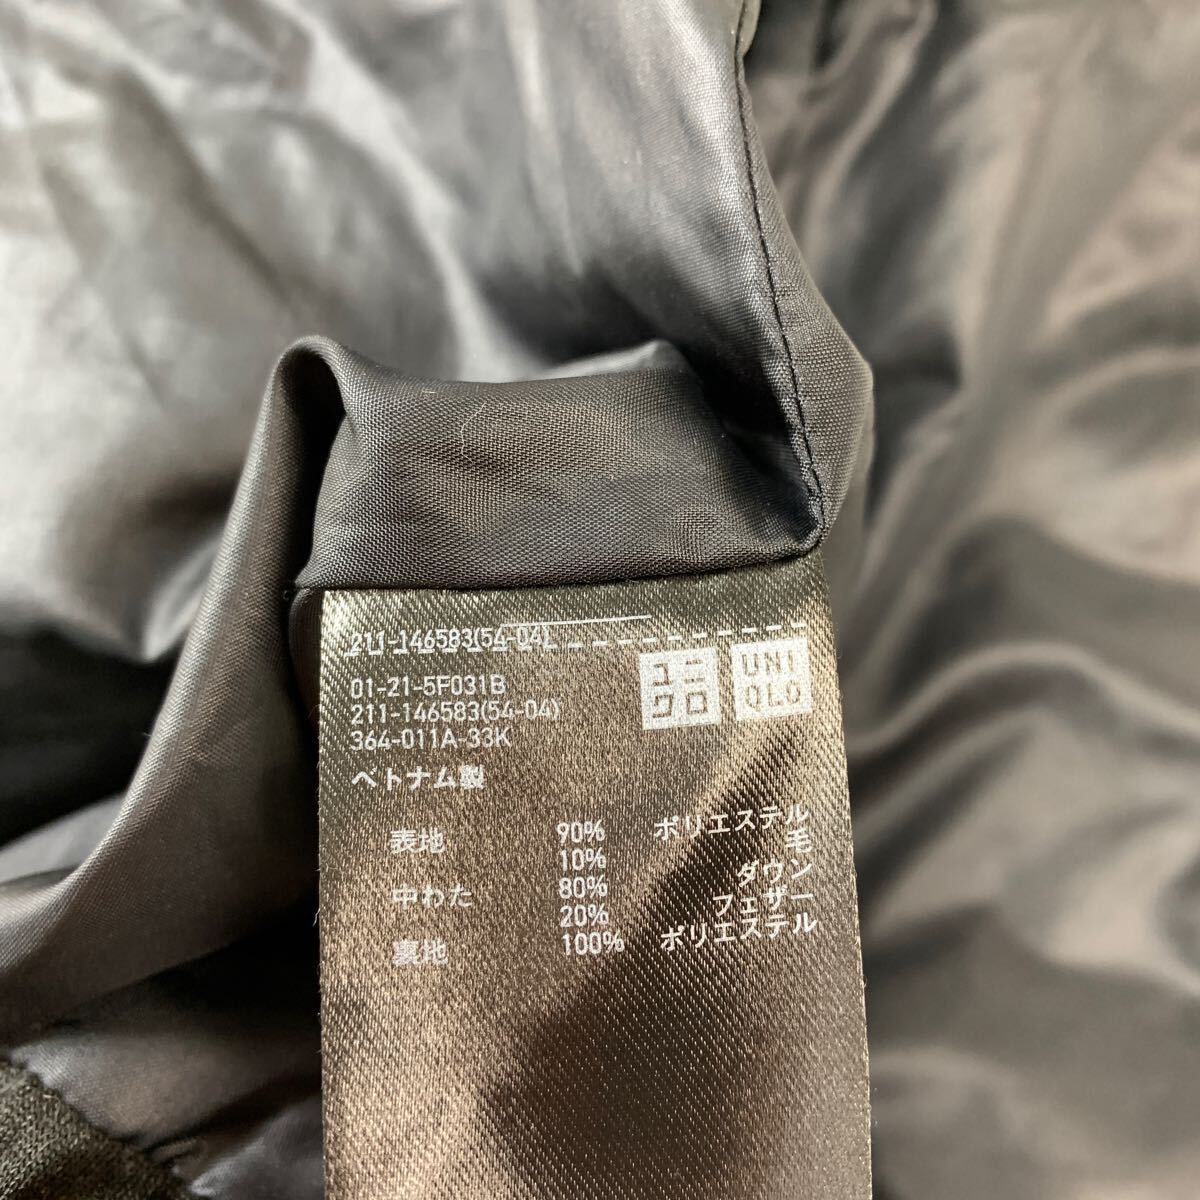 211-146583(54-04)
ユニクロ
UNIQLO
01-21-5F031B
211-146583(54-04)
364-011A-33K
ベトナム製
表地 90% ポリエステル
10% 毛
中わた 80% ダウン
20% フェザー
裏地 100% ポリエステル